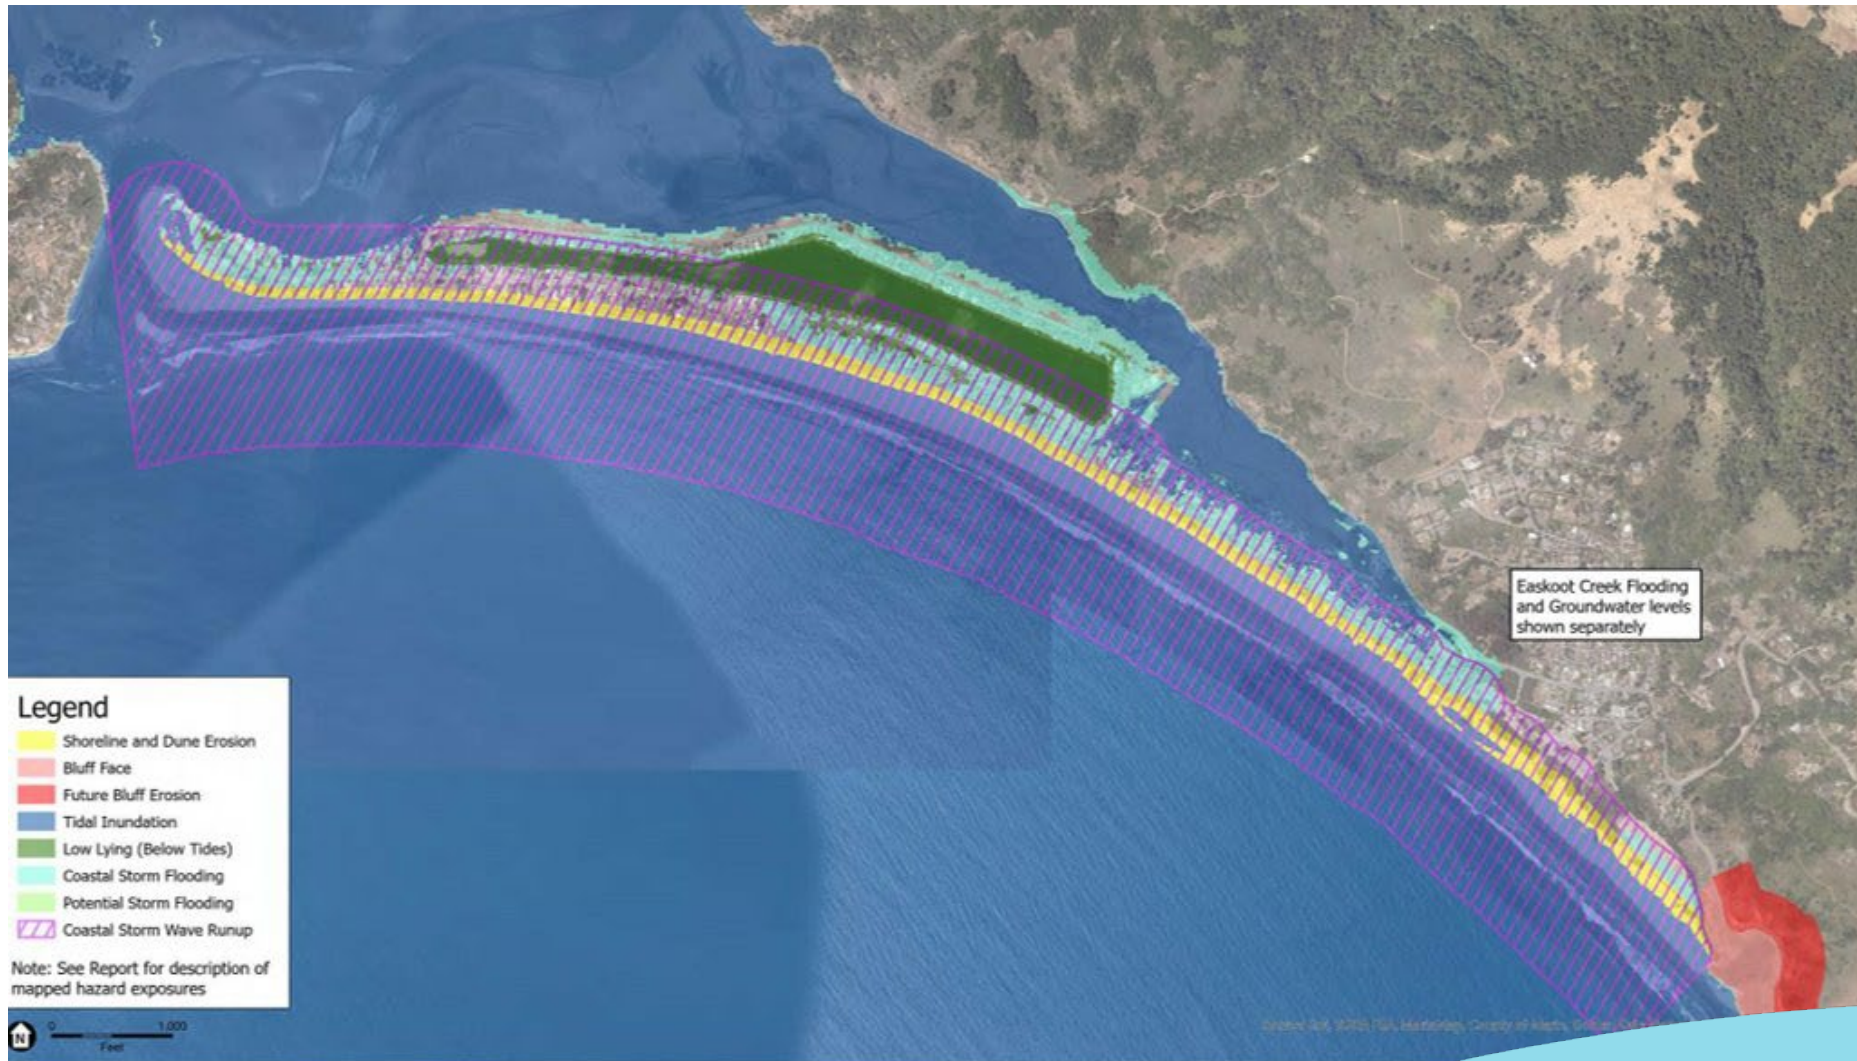 Easkoot Creek Flooding
and Groundwater levels
shown separately
Legend
Shoreline and Dune Erosion
Bluff Face
Future Bluff Erosion
Tidal Inundation
Low Lying (Below Tides)
Coastal Storm Flooding
Potential Storm Flooding
Coastal Storm Wave Runup
Note: See Report for description of
mapped hazard exposures
N
0 1,000
Feet